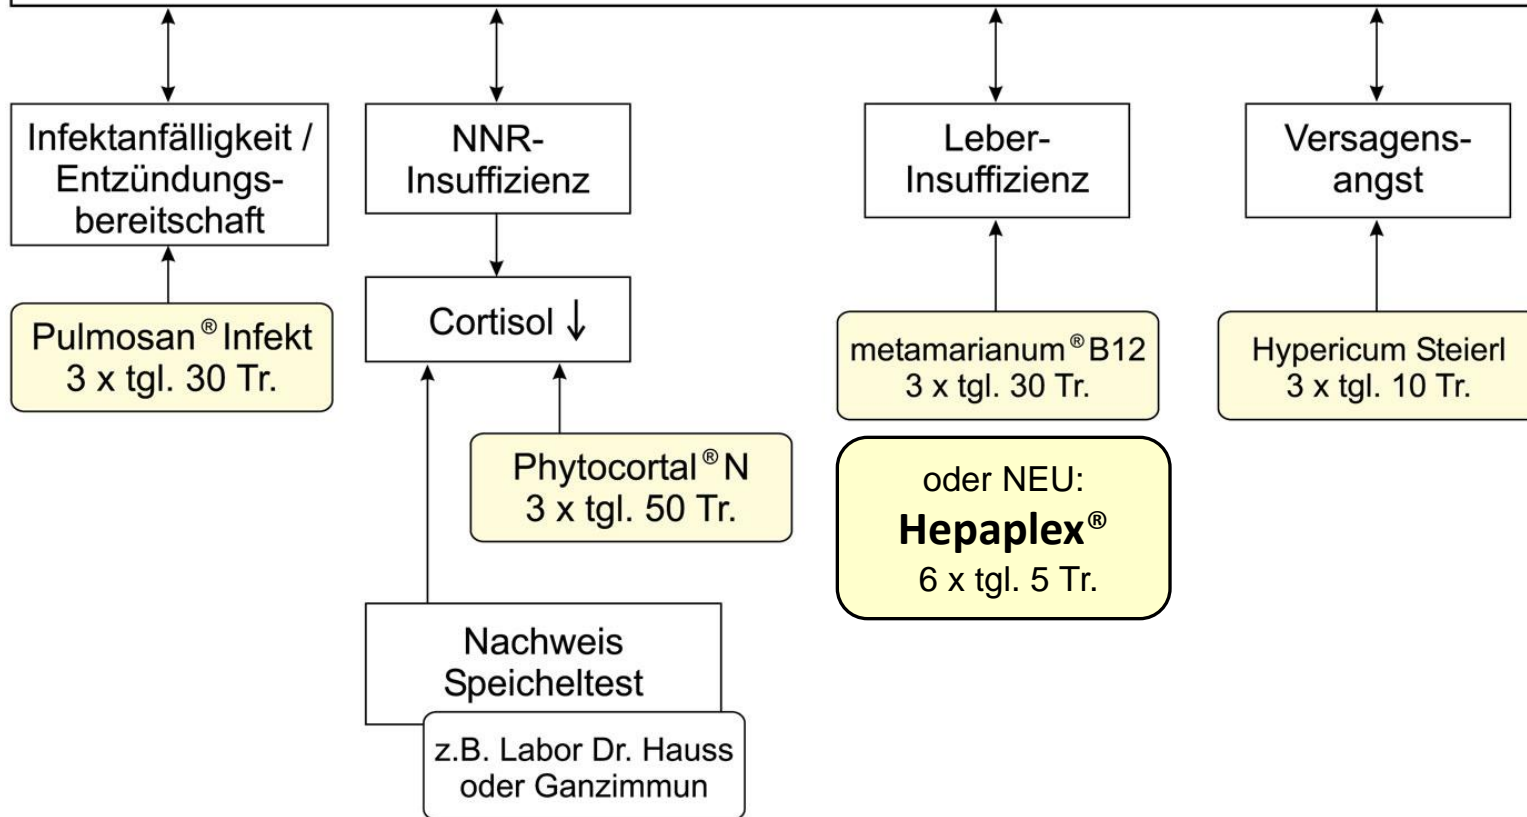 Infektanfälligkeit /
Entzündungs-
bereitschaft
Pulmosan® Infekt
3 x tgl. 30 Tr.
NNR-
Insuffizienz
Cortisol ↓
Phytocortal® N
3 x tgl. 50 Tr.
Nachweis
Speicheltest
z.B. Labor Dr. Hauss
oder Ganzimmun
Leber-
Insuffizienz
metamarianum® B12
3 x tgl. 30 Tr.
oder NEU:
Hepaplex®
6 x tgl. 5 Tr.
Versagens-
angst
Hypericum Steierl
3 x tgl. 10 Tr.